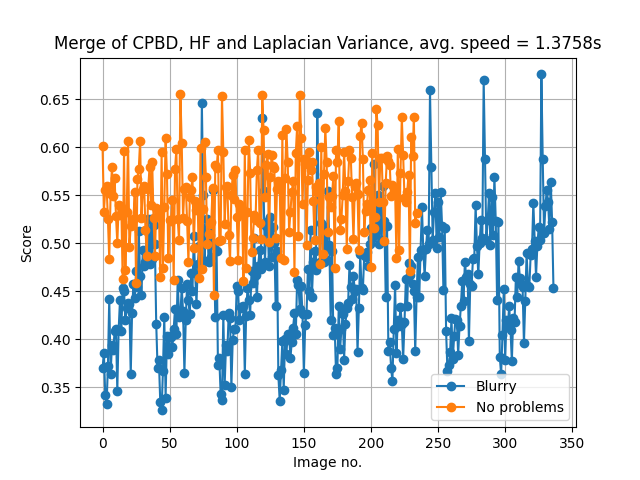 Merge of CPBD, HF and Laplacian Variance, avg. speed = 1.3758s
Score
0.65
0.60
0.55
0.50
0.45
0.40
0.35
Blurry
No problems
0 50 100 150 200 250 300 350
Image no.